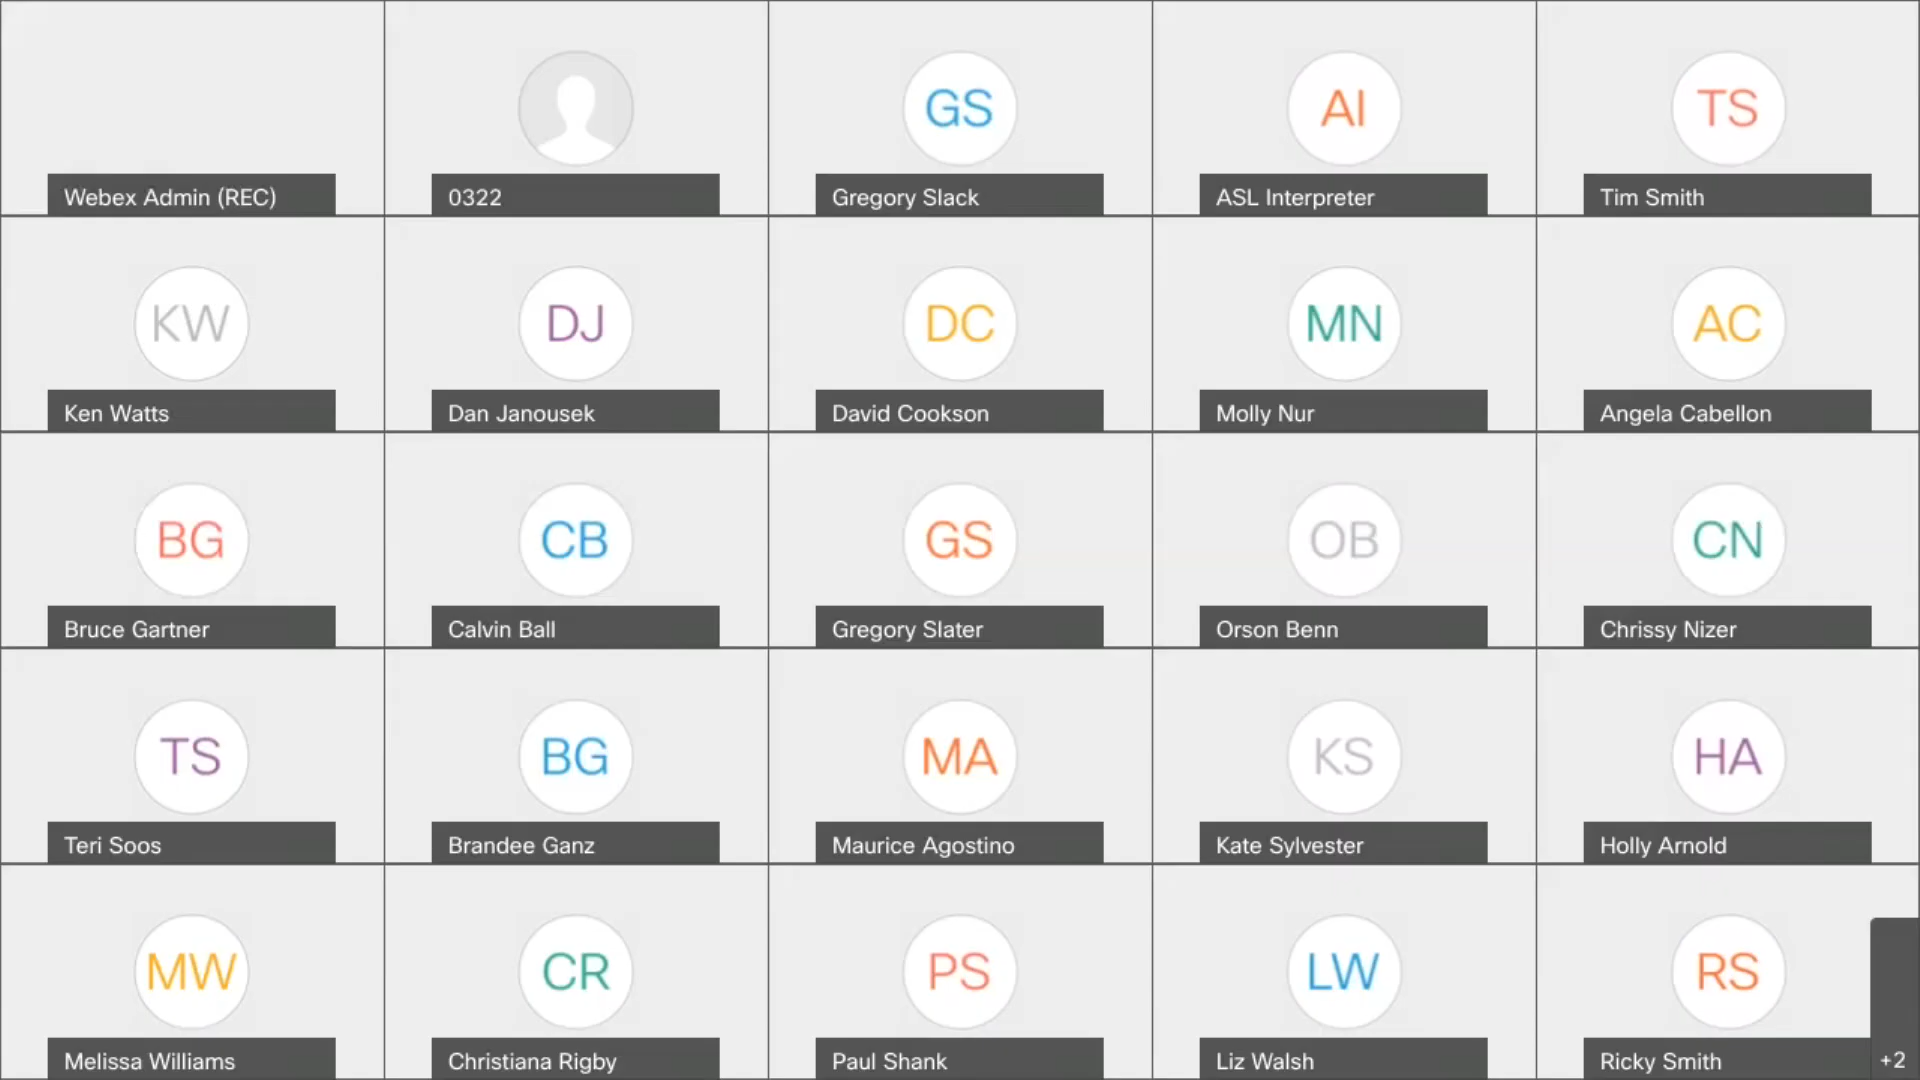 GS
AI
TS
Webex Admin (REC)
0322
Gregory Slack
ASL Interpreter
Tim Smith
KW
DJ
DC
MN
AC
Ken Watts
Dan Janousek
David Cookson
Molly Nur
Angela Cabellon
BG
CB
GS
OB
CN
Bruce Gartner
Calvin Ball
Gregory Slater
Orson Benn
Chrissy Nizer
TS
BG
MA
KS
HA
Teri Soos
Brandee Ganz
Maurice Agostino
Kate Sylvester
Holly Arnold
MW
CR
PS
LW
RS
Melissa Williams
Christiana Rigby
Paul Shank
Liz Walsh
Ricky Smith
+2